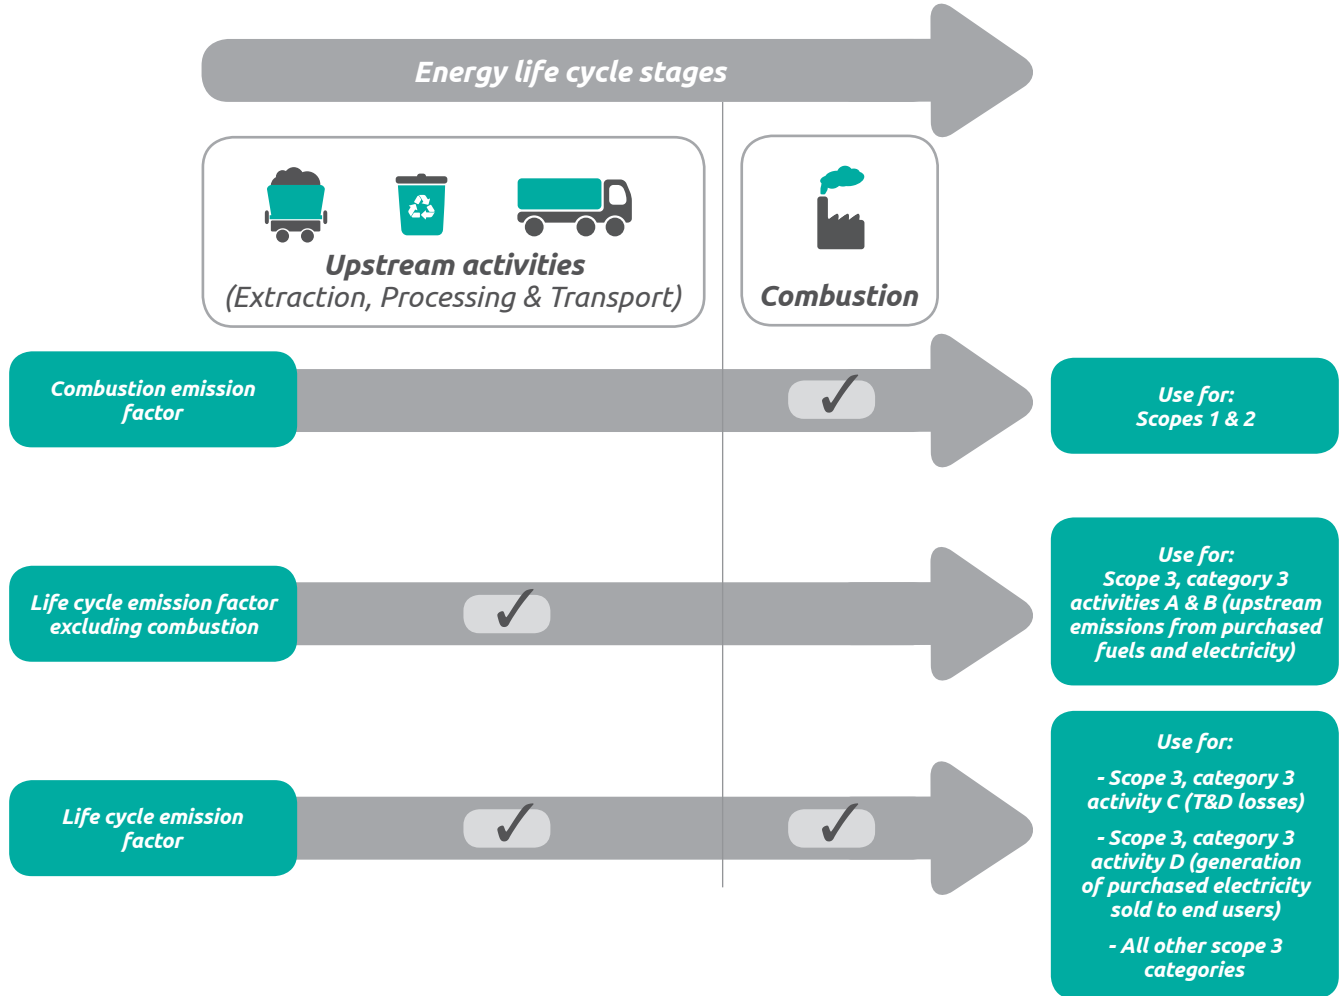 Energy life cycle stages
Upstream activities
(Extraction, Processing & Transport)
Combustion
Combustion emission
factor
Use for:
Scopes 1 & 2
Life cycle emission factor
excluding combustion
Use for:
Scope 3, category 3
activities A & B (upstream
emissions from purchased
fuels and electricity)
Life cycle emission
factor
Use for:
- Scope 3, category 3
activity C (T&D losses)
- Scope 3, category 3
activity D (generation
of purchased electricity
sold to end users)
- All other scope 3
categories